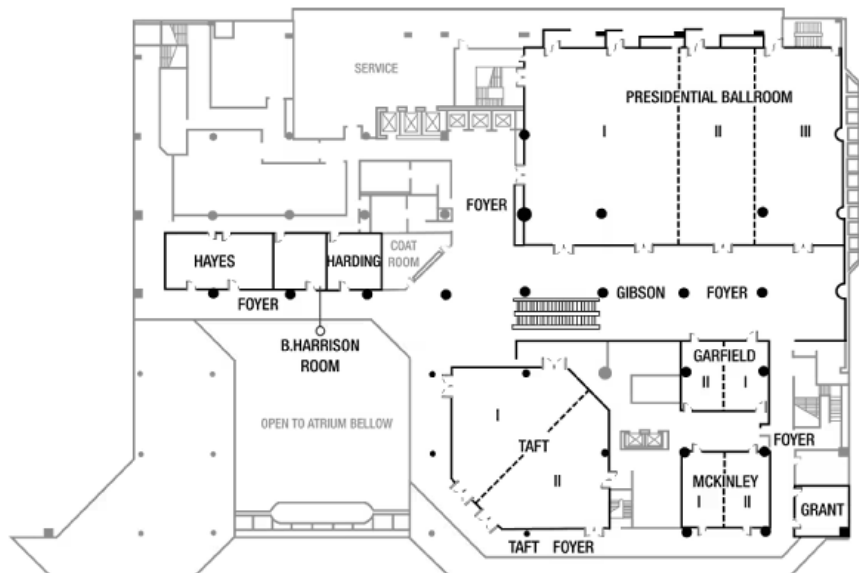 SERVICE
PRESIDENTIAL BALLROOM
I
II
III
FOYER
HAYES
HARDING
COAT
ROOM
FOYER
GIBSON FOYER
B.HARRISON
ROOM
GARFIELD
II
I
OPEN TO ATRIUM BELLOW
I
TAFT
II
FOYER
MCKINLEY
I
II
GRANT
TAFT FOYER